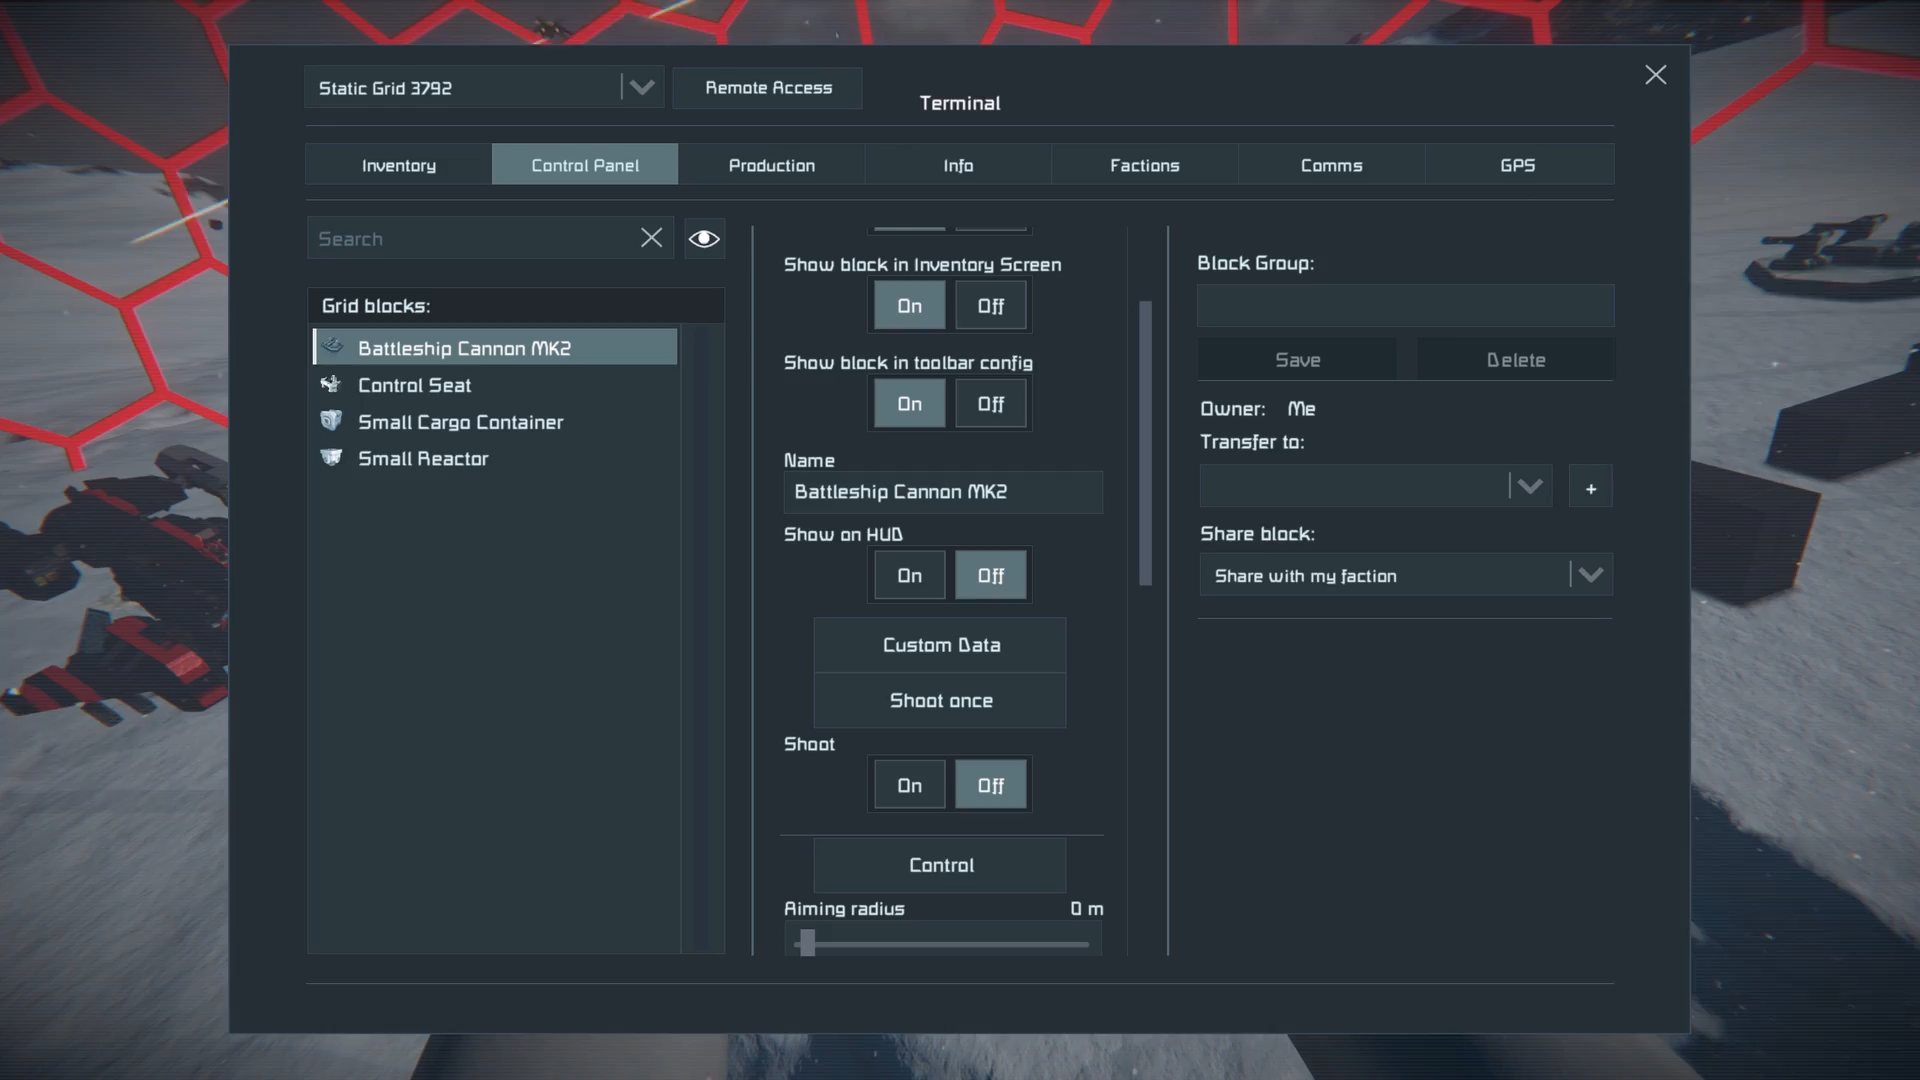 Static Grid 3792
Remote Access
Terminal
Inventory
Control Panel
Production
Info
Factions
Comms
GPS
Search
Grid blocks:
Battleship Cannon MK2
Control Seat
Small Cargo Container
Small Reactor
Show block in Inventory Screen
On Off
Show block in toolbar config
On Off
Name
Battleship Cannon MK2
Show on HUD
On Off
Custom Data
Shoot once
Shoot
On Off
Control
Aiming radius 0 m
Block Group:
Save Delete
Owner: Me
Transfer to:
+
Share block:
Share with my faction